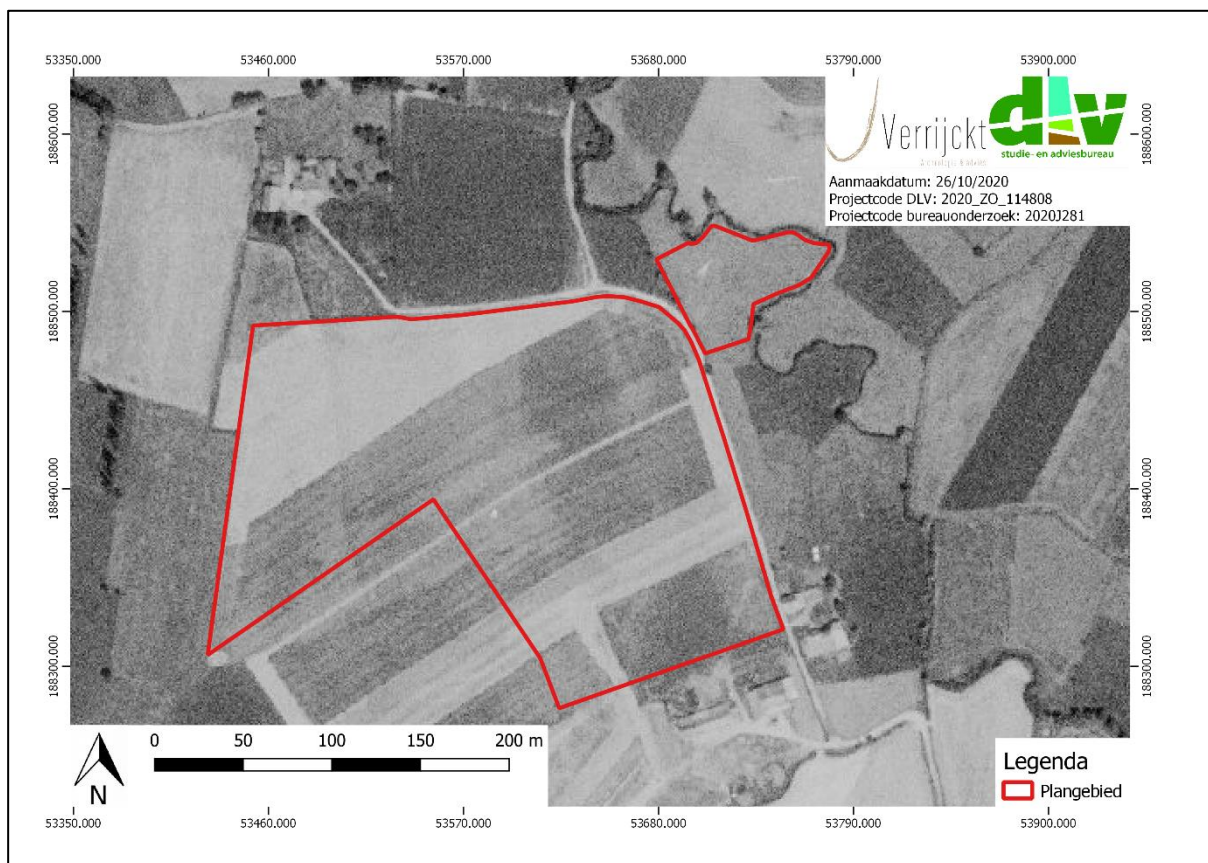 53350.000 53460.000 53570.000 53680.000 53790.000 53900.000
188600.000
188500.000
188400.000
188300.000
Verrijckt
dlv
studie- en adviesbureau
Aanmaakdatum: 26/10/2020
Projectcode DLV: 2020_ZO_114808
Projectcode bureauonderzoek: 2020J281
188600.000
188500.000
188400.000
188300.000
0 50 100 150 200 m
N
Legenda
Plangebied
53350.000 53460.000 53570.000 53680.000 53790.000 53900.000